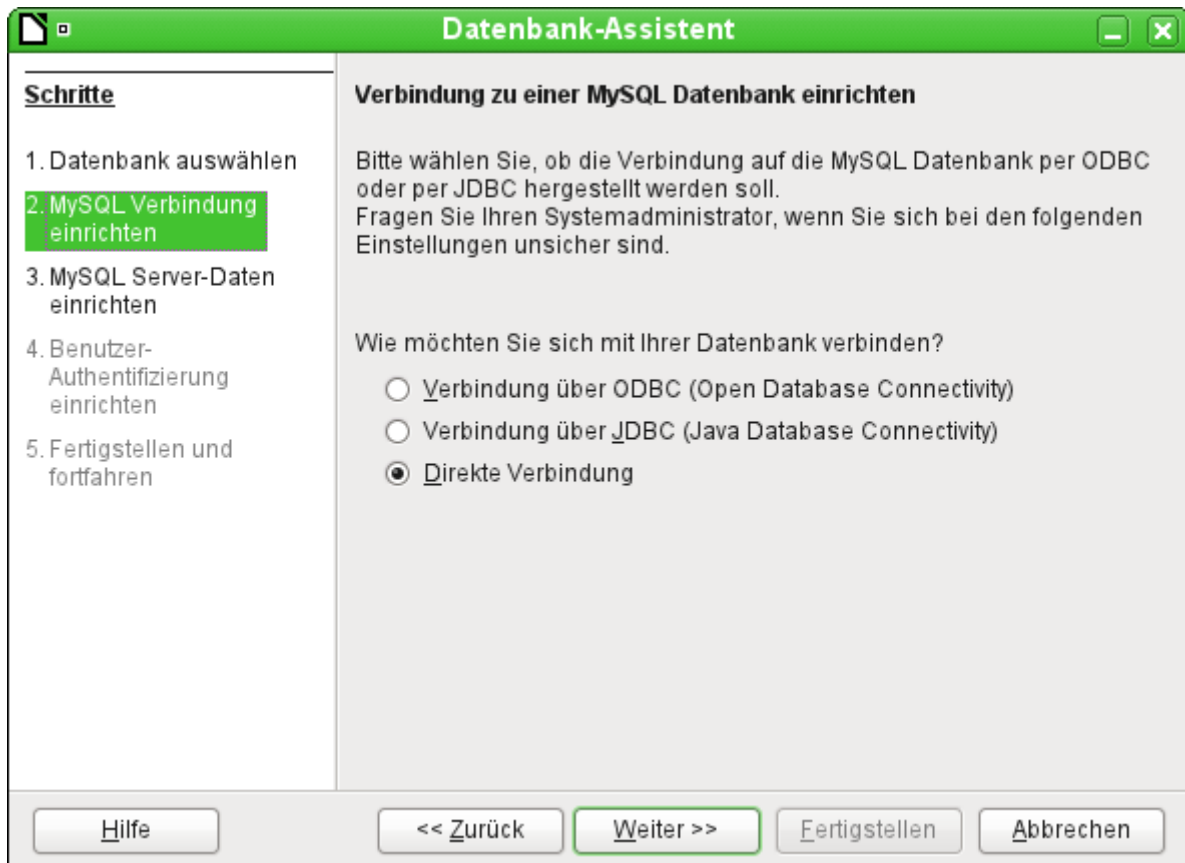 Datenbank-Assistent
Schritte
1. Datenbank auswählen
2. MySQL Verbindung
einrichten
3. MySQL Server-Daten
einrichten
4. Benutzer-
Authentifizierung
einrichten
5. Fertigstellen und
fortfahren
Verbindung zu einer MySQL Datenbank einrichten
Bitte wählen Sie, ob die Verbindung auf die MySQL Datenbank per ODBC
oder per JDBC hergestellt werden soll.
Fragen Sie Ihren Systemadministrator, wenn Sie sich bei den folgenden
Einstellungen unsicher sind.
Wie möchten Sie sich mit Ihrer Datenbank verbinden?
Verbindung über ODBC (Open Database Connectivity)
Verbindung über JDBC (Java Database Connectivity)
Direkte Verbindung
Hilfe
<< Zurück
Weiter >>
Fertigstellen
Abbrechen